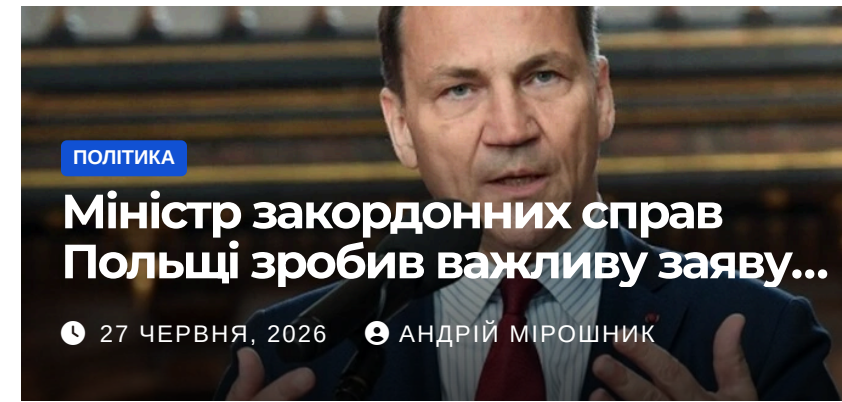 ПОЛІТИКА
Міністр закордонних справ
Польщі зробив важливу заяву...
27 ЧЕРВНЯ, 2026 АНДРІЙ МІРОШНИК